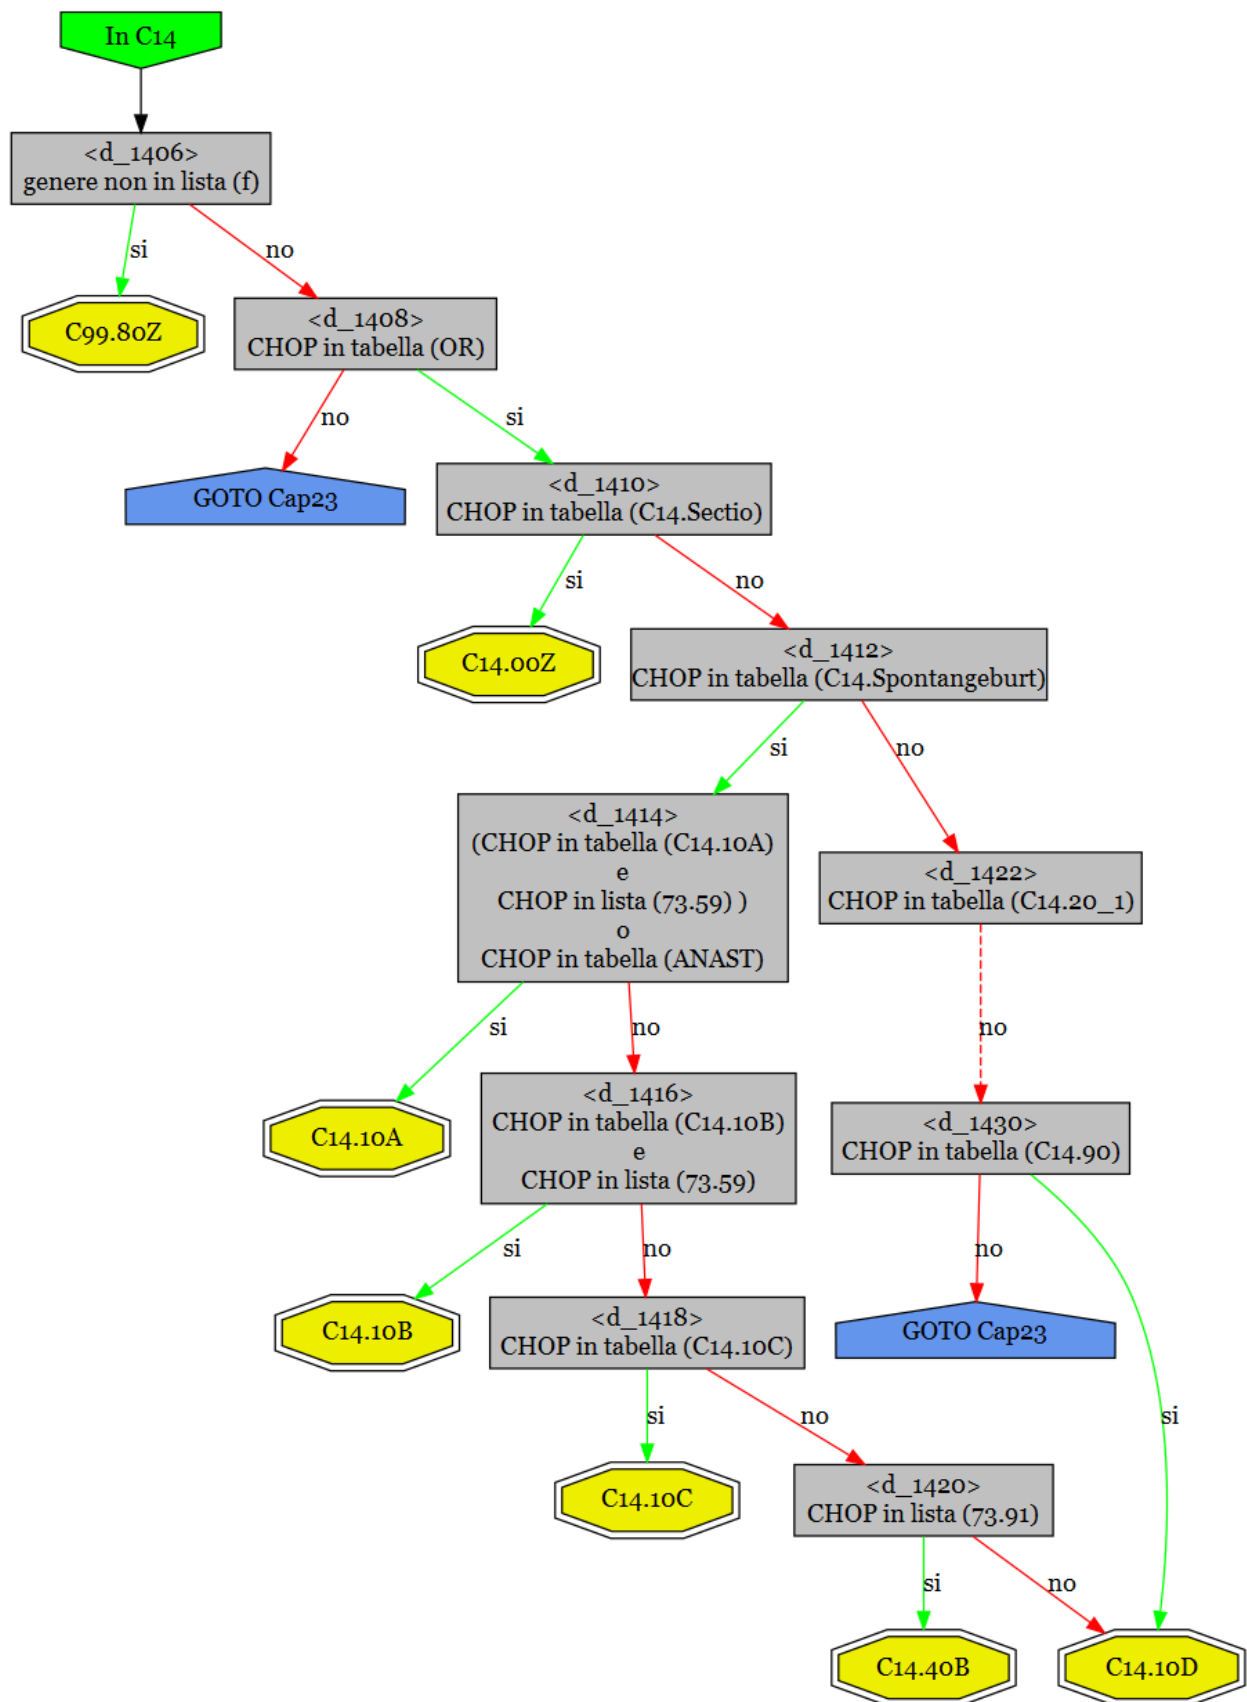 In C14
<d_1406>
genere non in lista (f)
si
no
C99.80Z
<d_1408>
CHOP in tabella (OR)
no
si
GOTO Cap23
<d_1410>
CHOP in tabella (C14.Sectio)
si
no
C14.00Z
<d_1412>
CHOP in tabella (C14.Spontangeburt)
si
no
<d_1414>
(CHOP in tabella (C14.10A)
e
CHOP in lista (73.59) )
o
CHOP in tabella (ANAST)
<d_1422>
CHOP in tabella (C14.20_1)
si
no
no
C14.10A
<d_1416>
CHOP in tabella (C14.10B)
e
CHOP in lista (73.59)
<d_1430>
CHOP in tabella (C14.90)
si
no
no
C14.10B
<d_1418>
CHOP in tabella (C14.10C)
GOTO Cap23
si
no
si
C14.10C
<d_1420>
CHOP in lista (73.91)
si
no
C14.40B
C14.10D